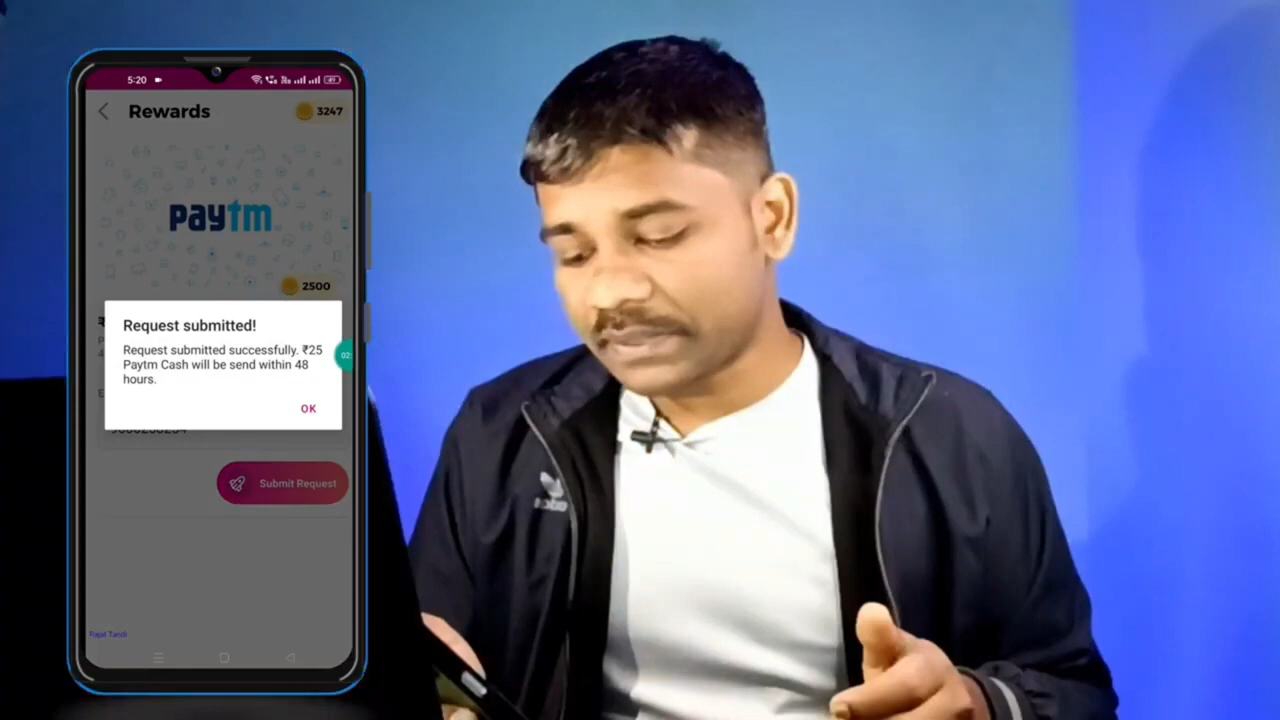 5:20
Rewards
3247
paytm
2500
Request submitted!
Request submitted successfully. ₹25
Paytm Cash will be send within 48
hours.
02:
OK
Submit Request